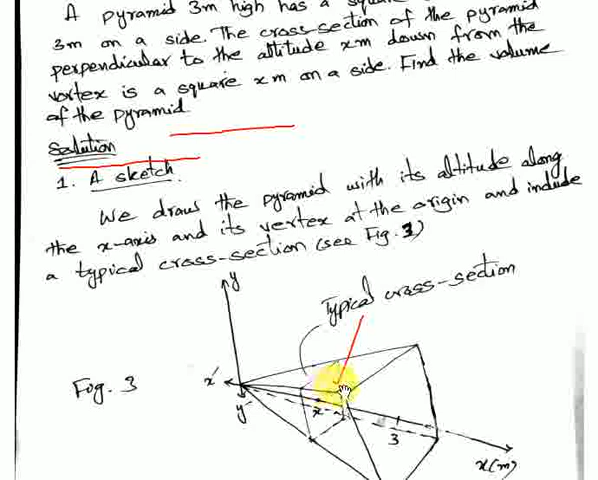 A pyramid 3m high has a square
3m on a side. The cross-section of the pyramid
perpendicular to the altitude xm down from the
vortex is a square xm on a side. Find the volume
of the pyramid
Solution
1. A sketch.
We draw the pyramid with its altitude along
the x-axis and its vertex at the origin and include
a typical cross-section (see Fig. 3)
Typical cross-section
y
x'
y'
Fig. 3
x
3
x(m)